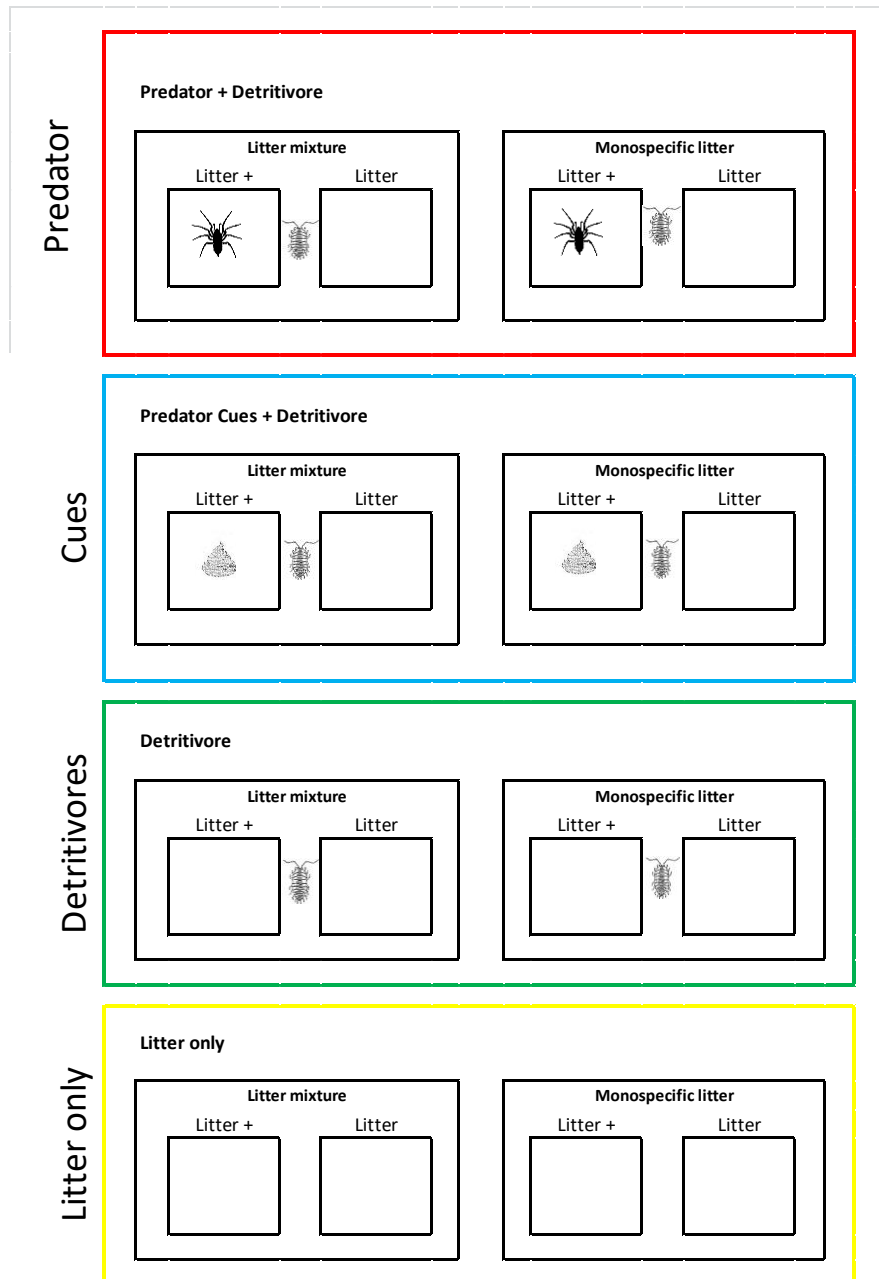 Predator
Predator + Detritivore
Litter mixture
Litter +
Litter
Monospecific litter
Litter +
Litter
Cues
Predator Cues + Detritivore
Litter mixture
Litter +
Litter
Monospecific litter
Litter +
Litter
Detritivores
Detritivore
Litter mixture
Litter +
Litter
Monospecific litter
Litter +
Litter
Litter only
Litter only
Litter mixture
Litter +
Litter
Monospecific litter
Litter +
Litter